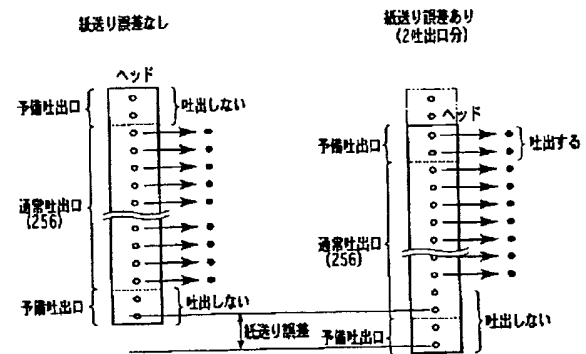 紙送り誤差なし
ヘッド
予備吐出口
吐出しない
通常吐出口
(256)
予備吐出口
吐出しない
紙送り誤差
紙送り誤差あり
(2吐出口分)
ヘッド
予備吐出口
吐出する
通常吐出口
(256)
吐出しない
予備吐出口